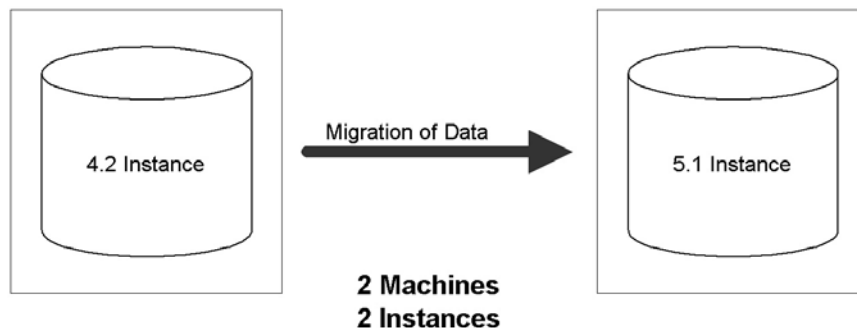 4.2 Instance
Migration of Data
5.1 Instance
2 Machines
2 Instances